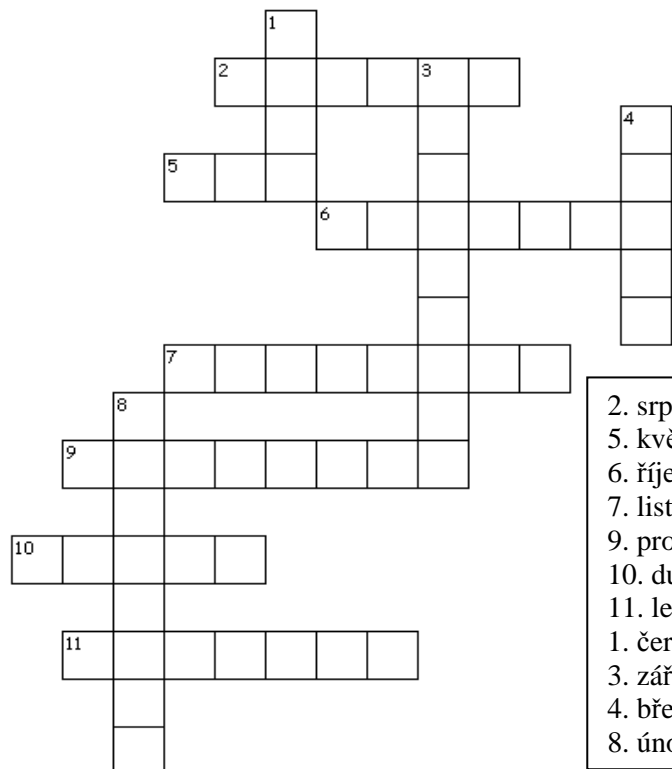 1
2
3
4
5
6
7
8
9
10
11
2. srp
5. kvě
6. říje
7. list
9. pro
10. du
11. le
1. čer
3. zář
4. bře
8. úno